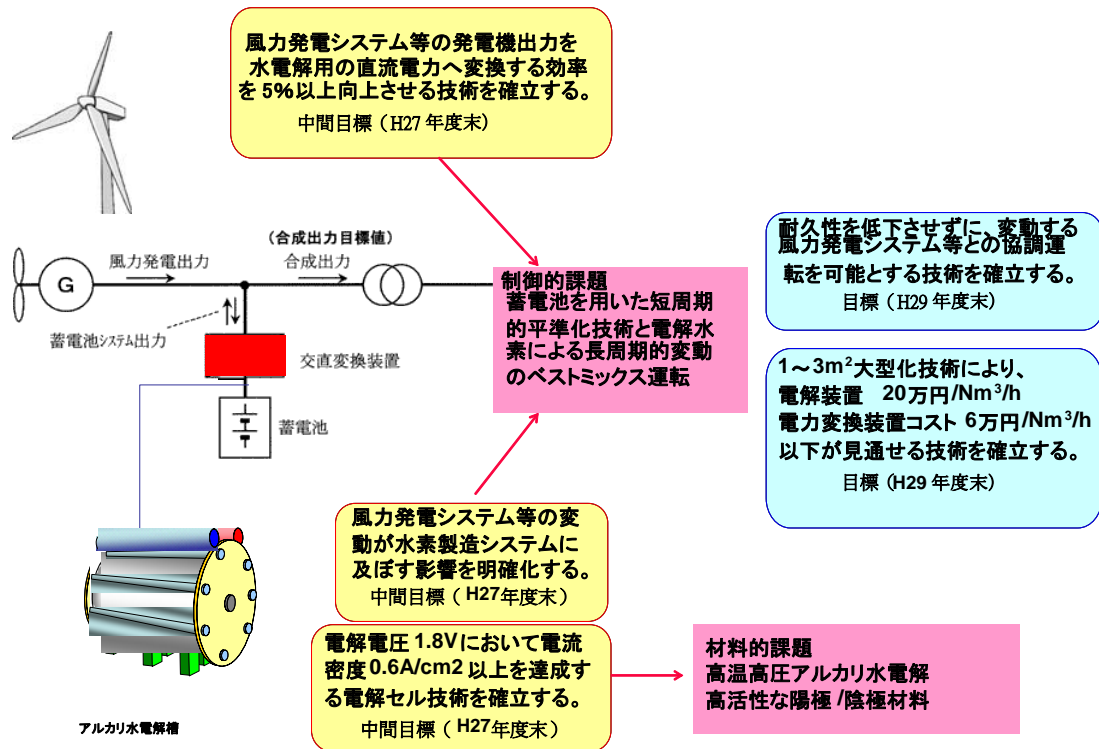 風力発電システム等の発電機出力を
水電解用の直流電力へ変換する効率
を5%以上向上させる技術を確立する。
中間目標（H27年度末）
（合成出力目標値）
風力発電出力
合成出力
G
蓄電池システム出力
交直変換装置
蓄電池
制御的課題
蓄電池を用いた短周期
的平準化技術と電解水
素による長周期的変動
のベストミックス運転
耐久性を低下させずに、変動する
風力発電システム等との協調運
転を可能とする技術を確立する。
目標（H29年度末）
1～3m²大型化技術により、
電解装置　20万円/Nm³/h
電力変換装置コスト 6万円/Nm³/h
以下が見通せる技術を確立する。
目標（H29年度末）
風力発電システム等の変
動が水素製造システムに
及ぼす影響を明確化する。
中間目標（H27年度末）
電解電圧1.8Vにおいて電流
密度0.6A/cm2以上を達成す
る電解セル技術を確立する。
中間目標（H27年度末）
材料的課題
高温高圧アルカリ水電解
高活性な陽極/陰極材料
アルカリ水電解槽